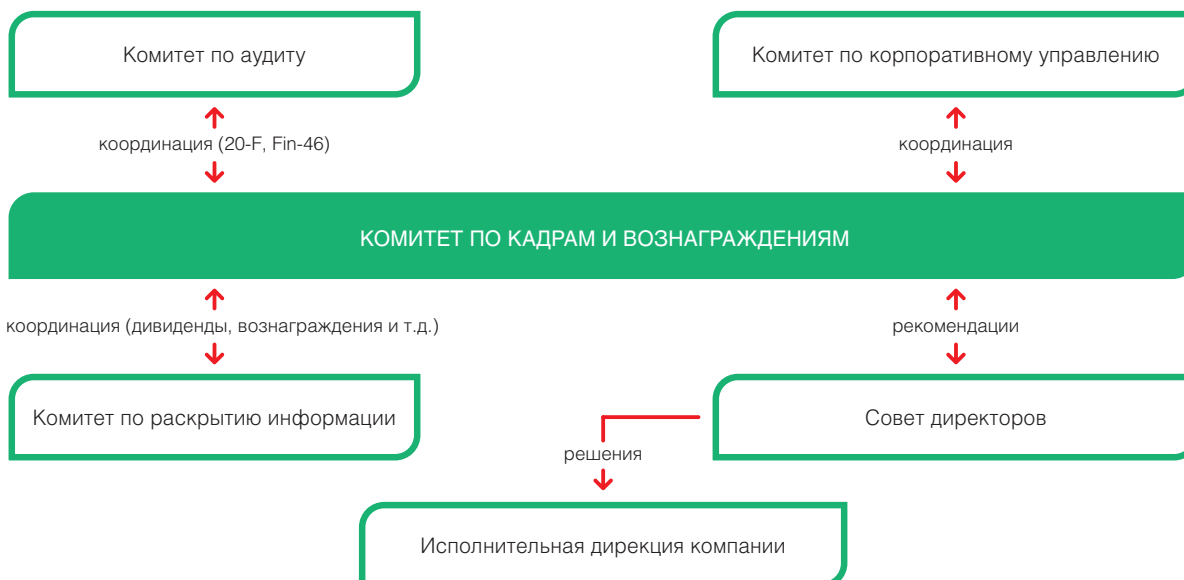 Комитет по аудиту
Комитет по корпоративному управлению
координация (20-F, Fin-46)
координация
КОМИТЕТ ПО КАДРАМ И ВОЗНАГРАЖДЕНИЯМ
координация (дивиденды, вознаграждения и т.д.)
рекомендации
Комитет по раскрытию информации
Совет директоров
решения
Исполнительная дирекция компании